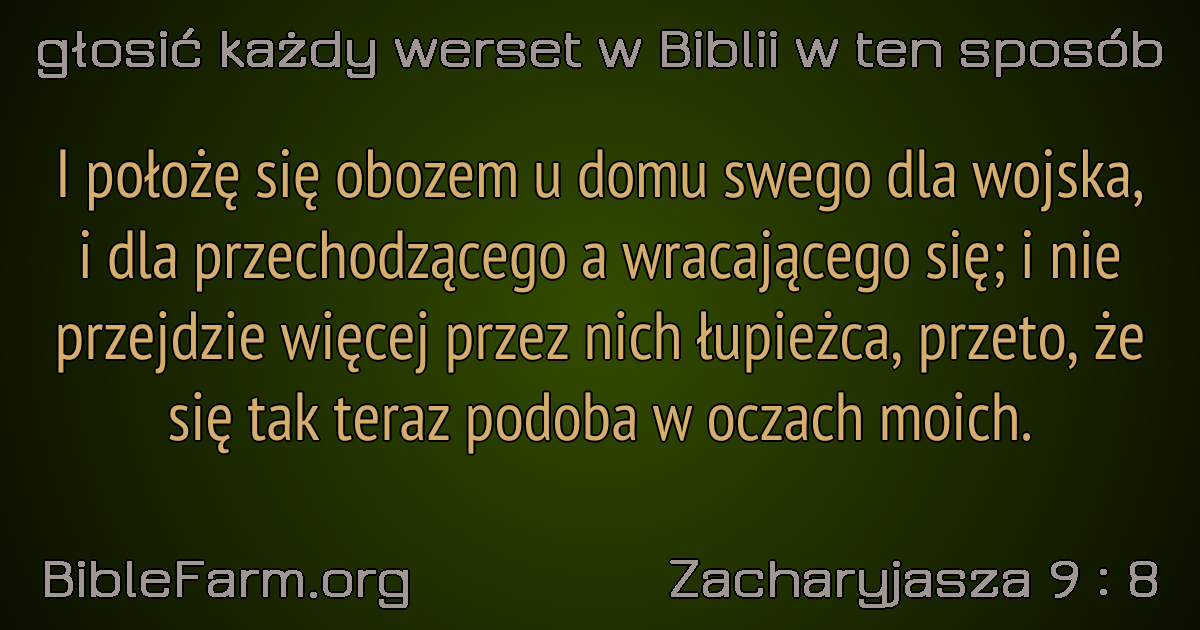 głosić każdy werset w Biblii w ten sposób
I położę się obozem u domu swego dla wojska,
i dla przechodzącego a wracającego się; i nie
przejdzie więcej przez nich łupieżca, przeto, że
się tak teraz podoba w oczach moich.
BibleFarm.org
Zacharyjasza 9 : 8